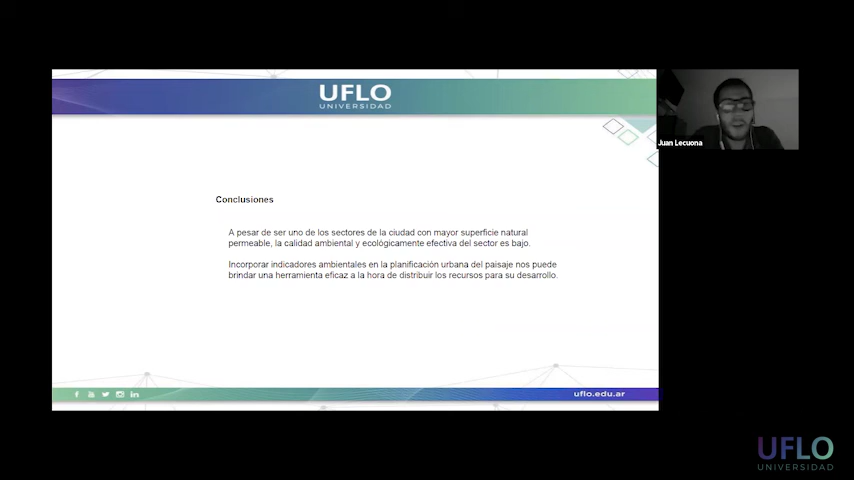 UFLO
UNIVERSIDAD
Juan Lecuona
Conclusiones
A pesar de ser uno de los sectores de la ciudad con mayor superficie natural
permeable, la calidad ambiental y ecológicamente efectiva del sector es bajo.
Incorporar indicadores ambientales en la planificación urbana del paisaje nos puede
brindar una herramienta eficaz a la hora de distribuir los recursos para su desarrollo.
uflo.edu.ar
UFLO
UNIVERSIDAD